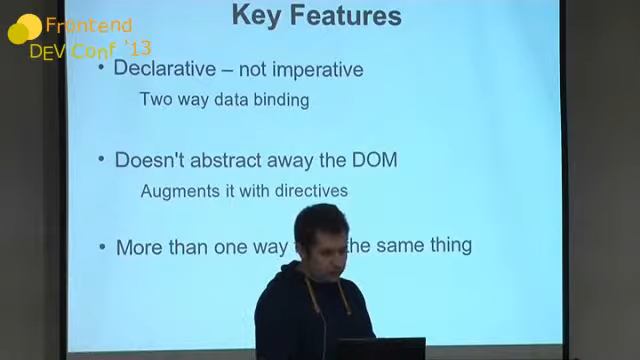 Frontend
DEV Conf '13
Key Features
• Declarative – not imperative
Two way data binding
• Doesn't abstract away the DOM
Augments it with directives
• More than one way the same thing